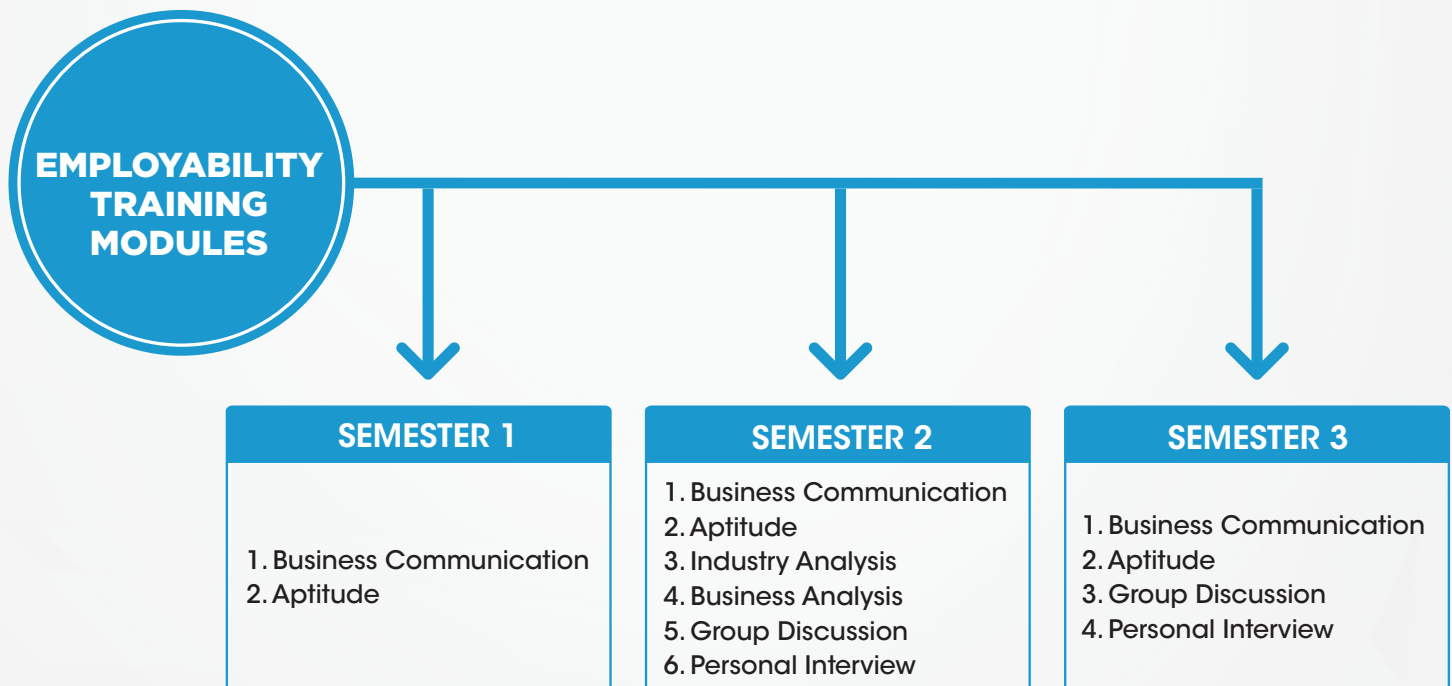 EMPLOYABILITY
TRAINING
MODULES
SEMESTER 1
1. Business Communication
2. Aptitude
SEMESTER 2
1. Business Communication
2. Aptitude
3. Industry Analysis
4. Business Analysis
5. Group Discussion
6. Personal Interview
SEMESTER 3
1. Business Communication
2. Aptitude
3. Group Discussion
4. Personal Interview